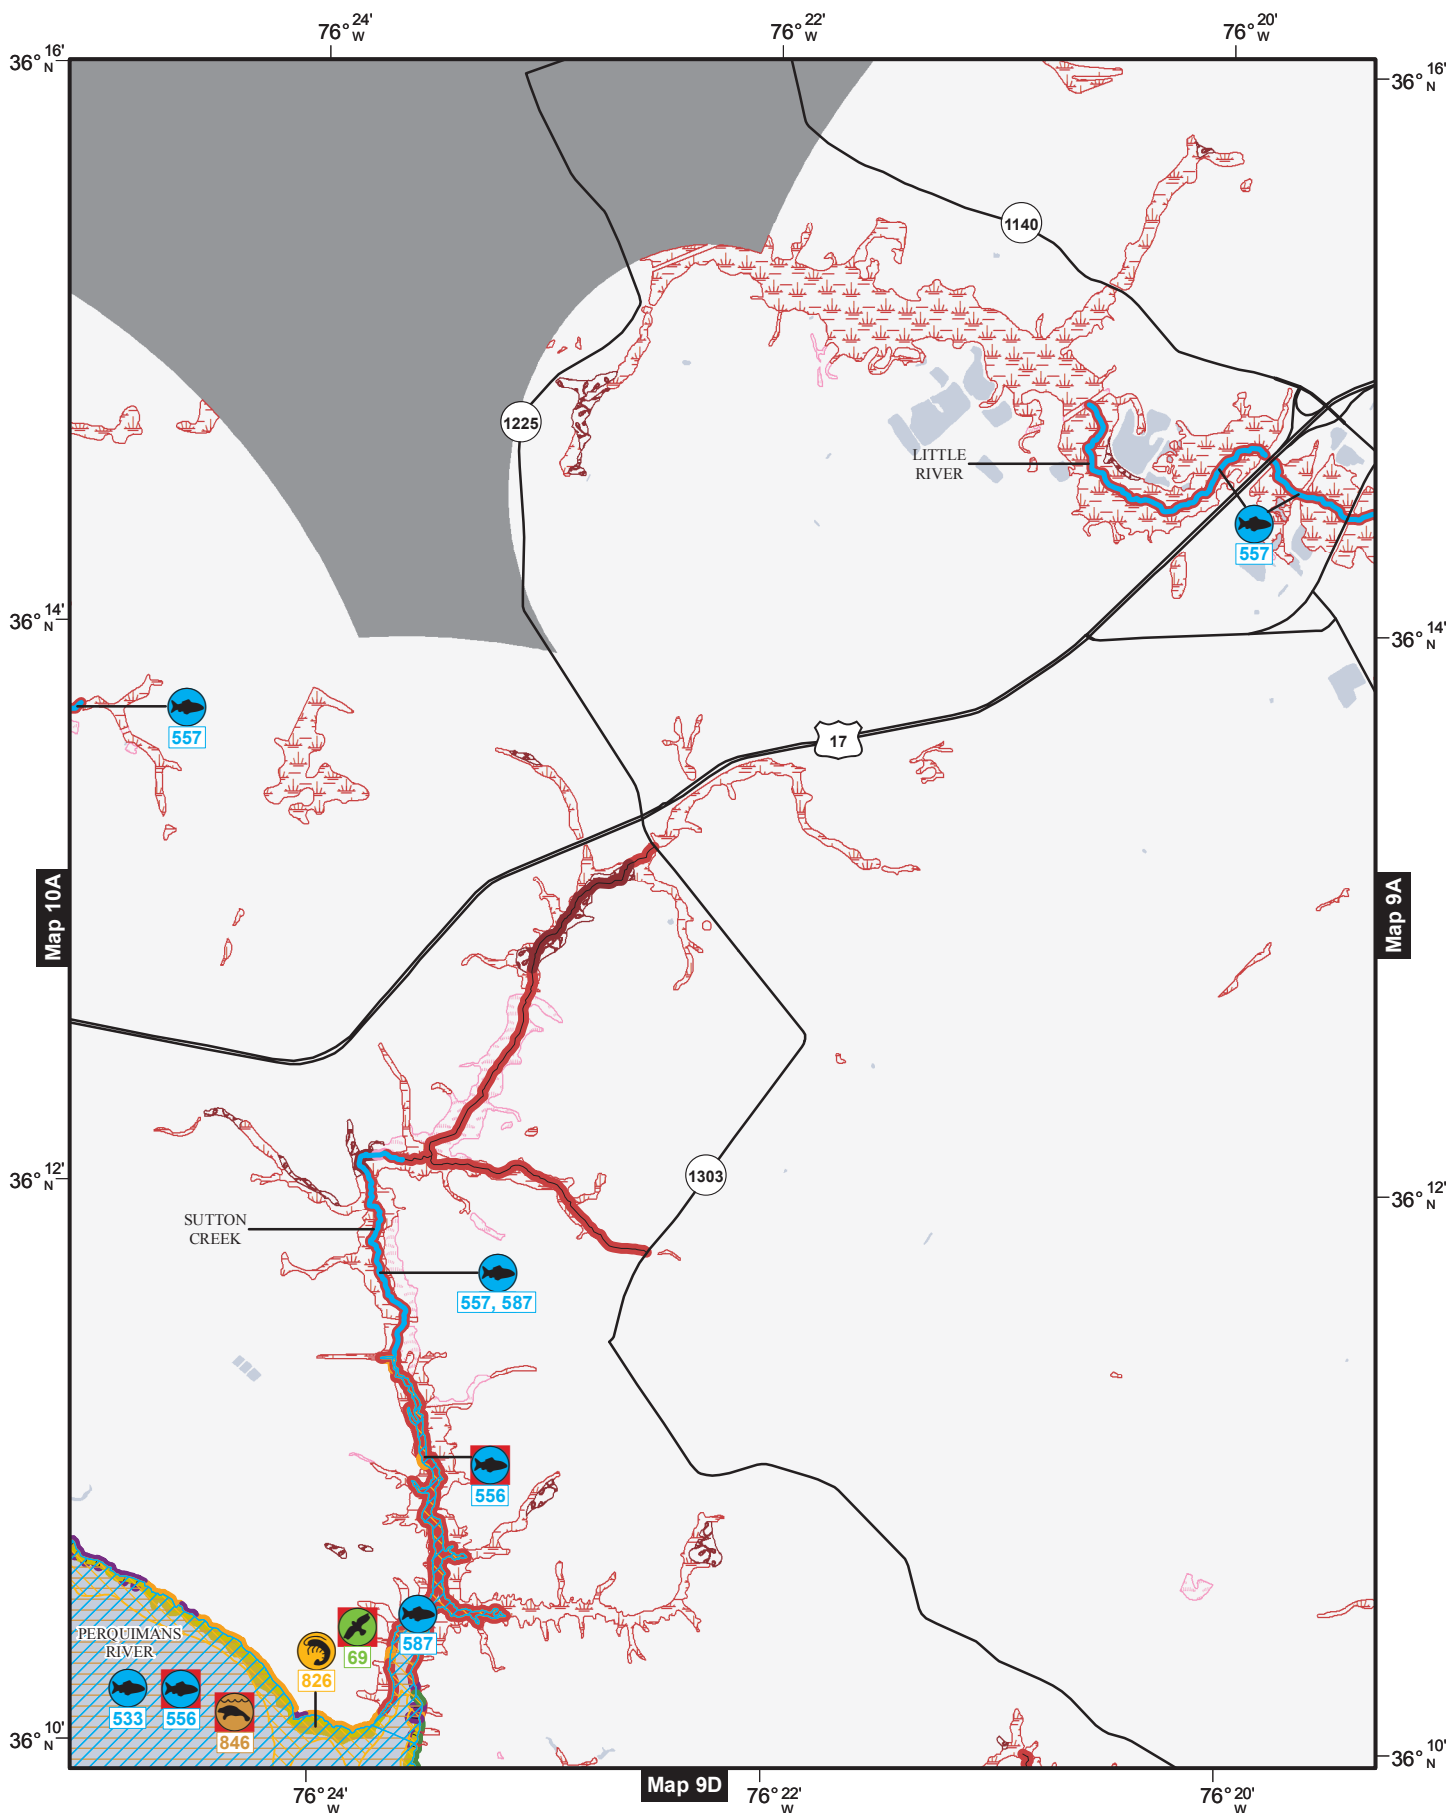 76° 24' W
76° 22' W
76° 20' W
36° 16' N
36° 16' N
1140
1225
LITTLE
RIVER
557
36° 14' N
36° 14' N
557
17
Map 10A
Map 9A
36° 12' N
36° 12' N
1303
SUTTON
CREEK
557, 587
556
PERQUIMANS
RIVER
587
69
826
533
556
846
36° 10' N
36° 10' N
Map 9D
76° 24' W
76° 22' W
76° 20' W